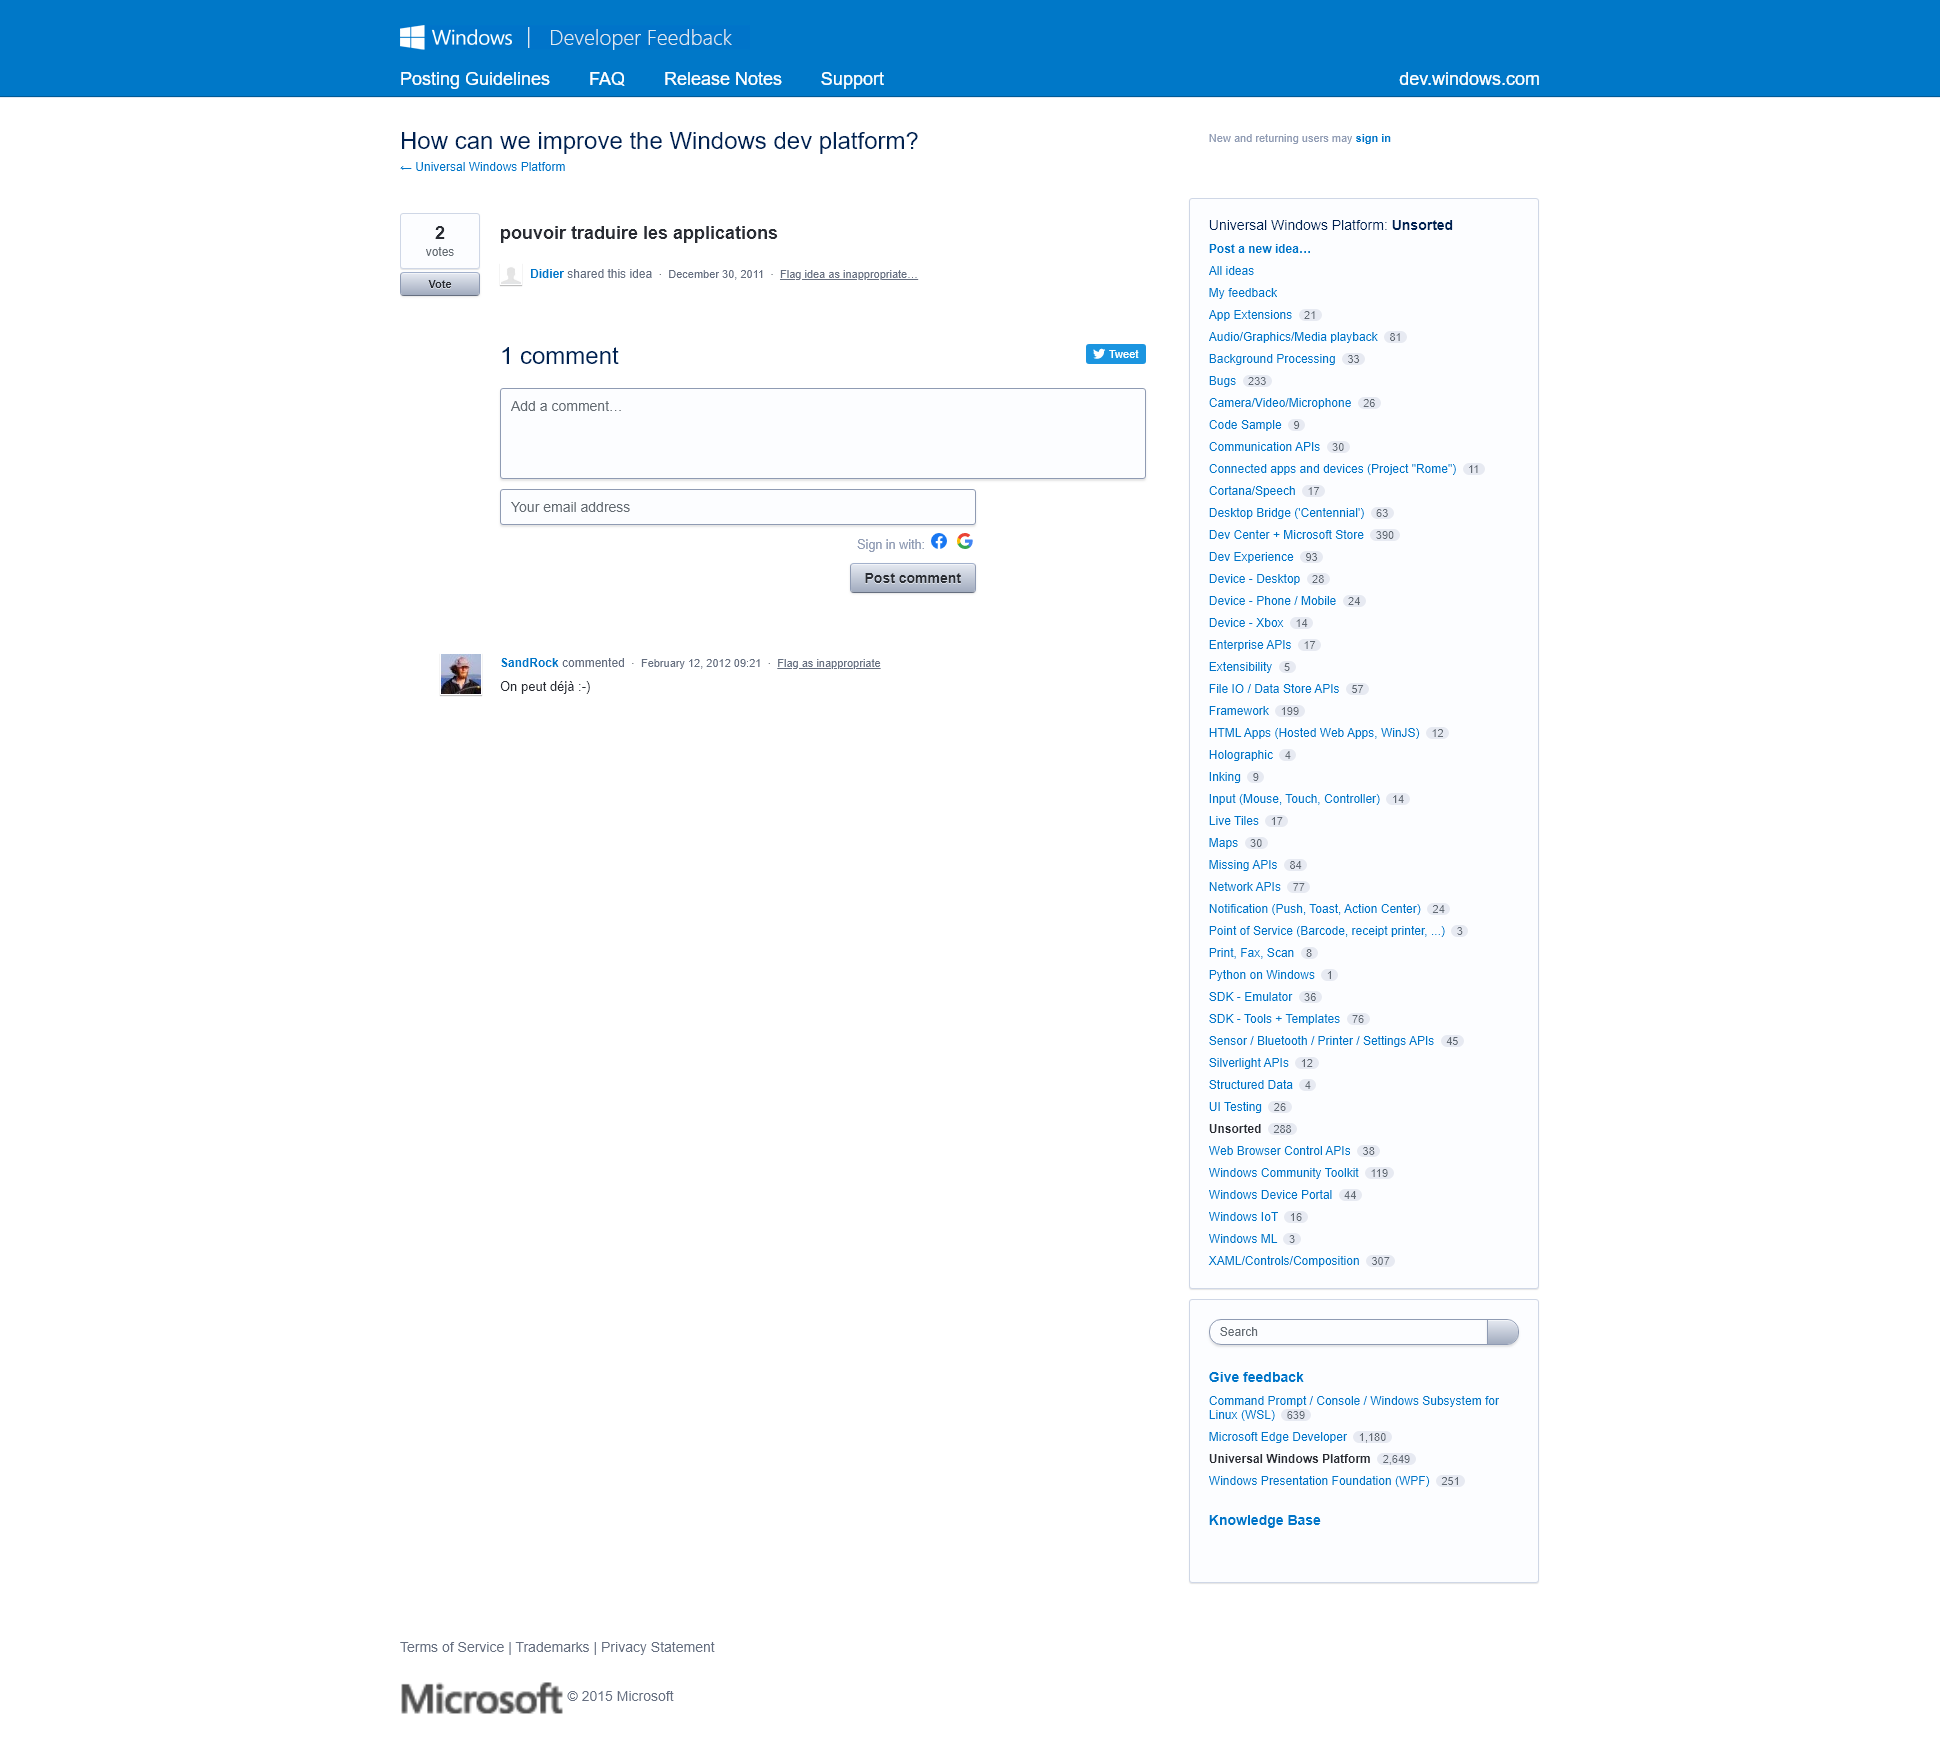 Windows | Developer Feedback
Posting Guidelines FAQ Release Notes Support dev.windows.com
How can we improve the Windows dev platform?
← Universal Windows Platform
New and returning users may sign in
2
votes
Vote
pouvoir traduire les applications
Didier shared this idea · December 30, 2011 · Flag idea as inappropriate…
1 comment
Tweet
Add a comment…
Your email address
Sign in with:
Post comment
SandRock commented · February 12, 2012 09:21 · Flag as inappropriate
On peut déjà :-)
Universal Windows Platform: Unsorted
Post a new idea…
All ideas
My feedback
App Extensions 21
Audio/Graphics/Media playback 81
Background Processing 33
Bugs 233
Camera/Video/Microphone 26
Code Sample 9
Communication APIs 30
Connected apps and devices (Project "Rome") 11
Cortana/Speech 17
Desktop Bridge ('Centennial') 63
Dev Center + Microsoft Store 390
Dev Experience 93
Device - Desktop 28
Device - Phone / Mobile 24
Device - Xbox 14
Enterprise APIs 17
Extensibility 5
File IO / Data Store APIs 57
Framework 199
HTML Apps (Hosted Web Apps, WinJS) 12
Holographic 4
Inking 9
Input (Mouse, Touch, Controller) 14
Live Tiles 17
Maps 30
Missing APIs 84
Network APIs 77
Notification (Push, Toast, Action Center) 24
Point of Service (Barcode, receipt printer, ...) 3
Print, Fax, Scan 8
Python on Windows 1
SDK - Emulator 36
SDK - Tools + Templates 76
Sensor / Bluetooth / Printer / Settings APIs 45
Silverlight APIs 12
Structured Data 4
UI Testing 26
Unsorted 288
Web Browser Control APIs 38
Windows Community Toolkit 119
Windows Device Portal 44
Windows IoT 16
Windows ML 3
XAML/Controls/Composition 307
Search
Give feedback
Command Prompt / Console / Windows Subsystem for
Linux (WSL) 639
Microsoft Edge Developer 1,180
Universal Windows Platform 2,649
Windows Presentation Foundation (WPF) 251
Knowledge Base
Terms of Service | Trademarks | Privacy Statement
Microsoft © 2015 Microsoft